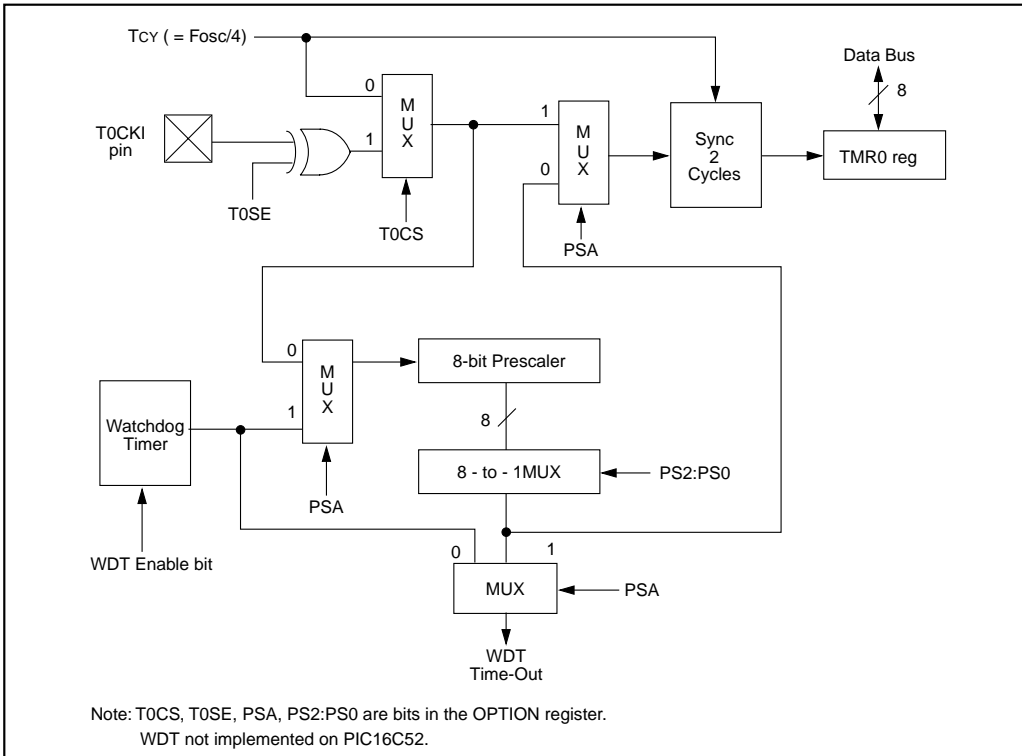 TCY ( = Fosc/4)
Data Bus
8
0
MUX
1
T0CKI
pin
T0SE
T0CS
1
MUX
0
PSA
Sync
2
Cycles
TMR0 reg
0
MUX
1
PSA
8-bit Prescaler
8
8 - to - 1MUX
PS2:PS0
Watchdog
Timer
WDT Enable bit
0
1
MUX
PSA
WDT
Time-Out
Note: T0CS, T0SE, PSA, PS2:PS0 are bits in the OPTION register.
WDT not implemented on PIC16C52.